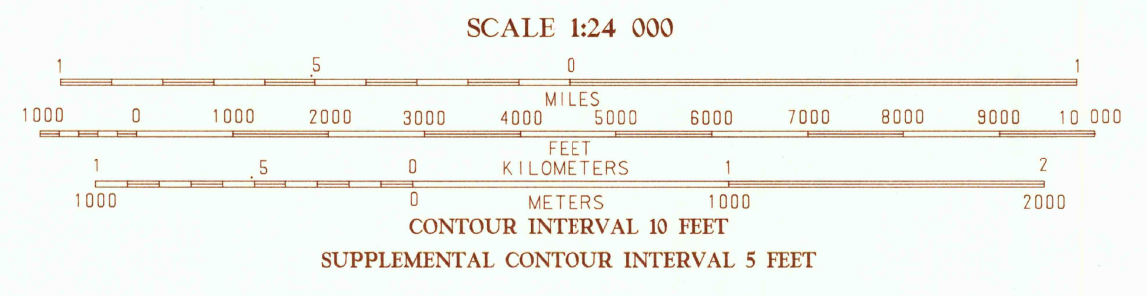 SCALE 1:24 000
1 .5 0 1
MILES
1000 0 1000 2000 3000 4000 5000 6000 7000 8000 9000 10 000
FEET
1 .5 0 KILOMETERS 1 2
1000 0 METERS 1000 2000
CONTOUR INTERVAL 10 FEET
SUPPLEMENTAL CONTOUR INTERVAL 5 FEET